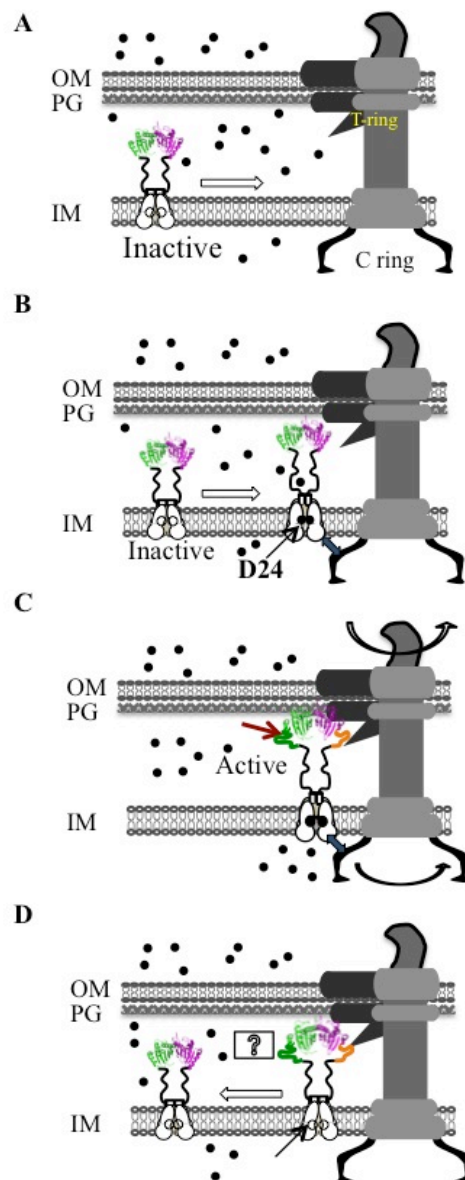 A
OM
PG
T-ring
IM
Inactive
C ring
B
OM
PG
IM
Inactive
D24
C
OM
PG
Active
IM
D
OM
PG
?
IM